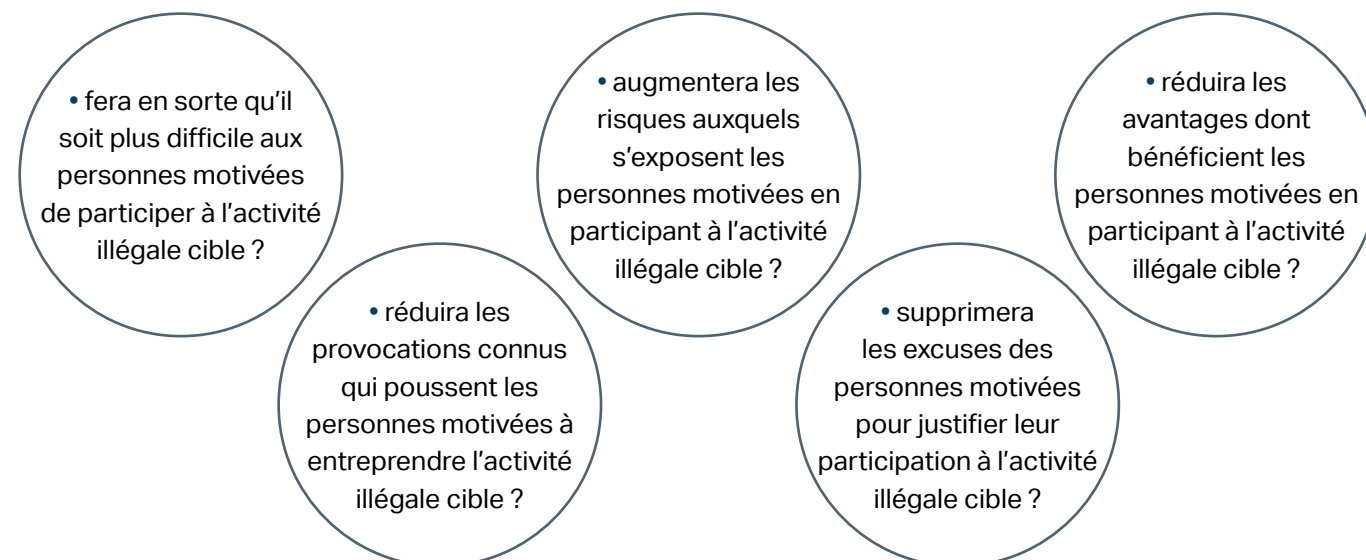 • fera en sorte qu'il
soit plus difficile aux
personnes motivées
de participer à l'activité
illégale cible ?
• réduira les
provocations connus
qui poussent les
personnes motivées à
entreprendre l'activité
illégale cible ?
• augmentera les
risques auxquels
s'exposent les
personnes motivées en
participant à l'activité
illégale cible ?
• supprimera
les excuses des
personnes motivées
pour justifier leur
participation à l'activité
illégale cible ?
• réduira les
avantages dont
bénéficient les
personnes motivées en
participant à l'activité
illégale cible ?